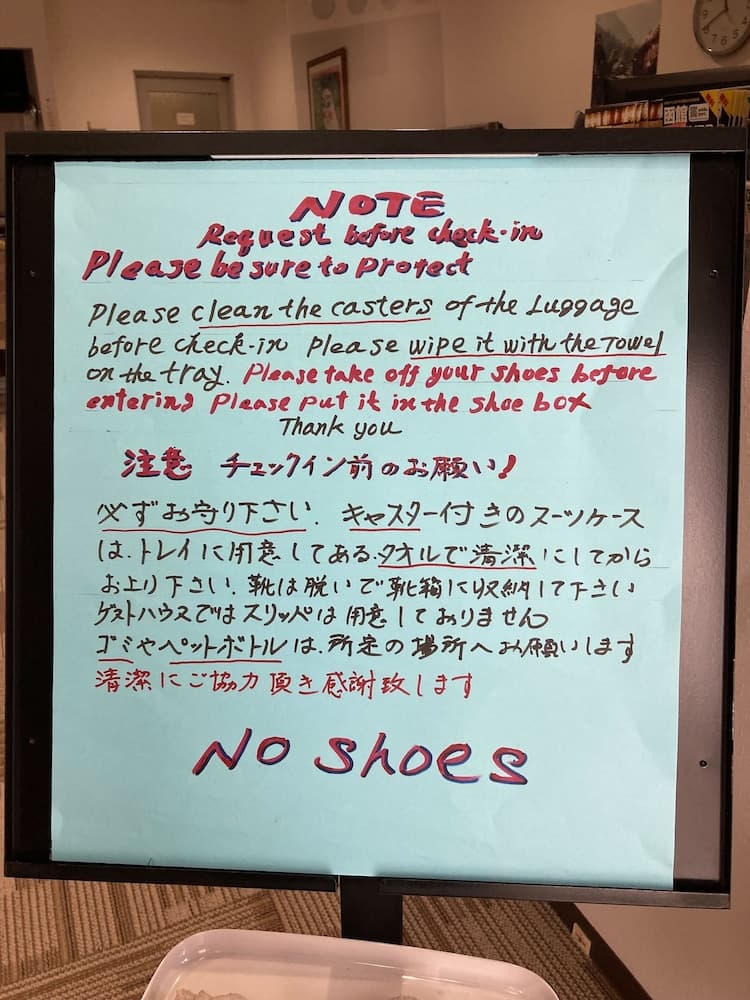 NOTE
Request before check-in
Please be sure to Protect
Please clean the casters of the Luggage
before check-in Please wipe it with the Towel
on the tray. Please take off your shoes before
entering Please put it in the shoe box
Thank you
注意 チェックイン前のお願い!
必ずお守り下さい. キャスター付きのスーツケース
は、トレイに用意してある、タオルで清潔にしてから
お上り下さい. 靴は脱いで靴箱に収納して下さい
ゲストハウスではスリッパは用意しておりません
ゴミやペットボトルは、所定の場所へお願いします
清潔にご協力頂き感謝致します
No shoes